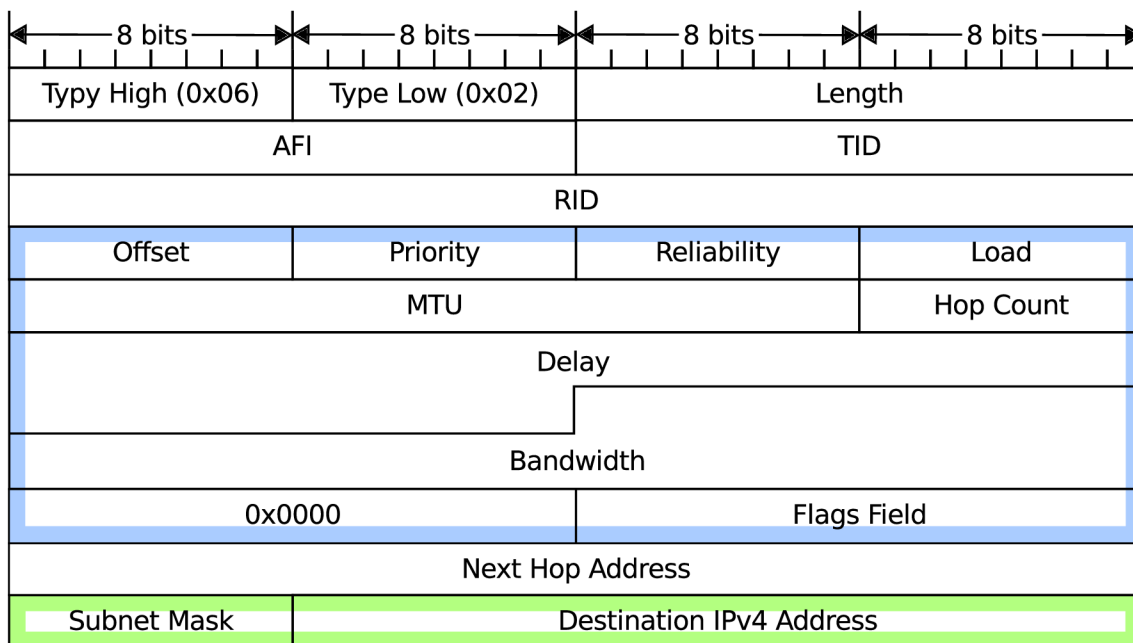 8 bits 8 bits 8 bits 8 bits
Typy High (0x06) Type Low (0x02) Length
AFI TID
RID
Offset Priority Reliability Load
MTU Hop Count
Delay
Bandwidth
0x0000 Flags Field
Next Hop Address
Subnet Mask Destination IPv4 Address